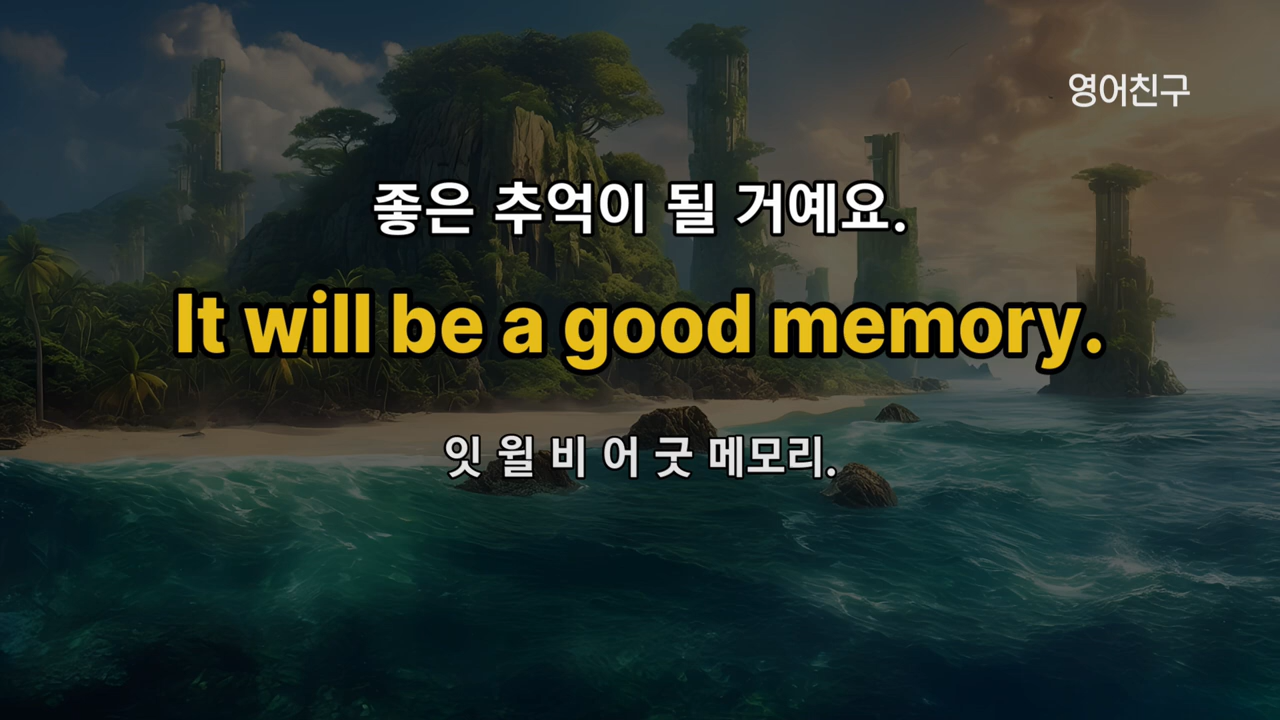 영어친구
좋은 추억이 될 거예요.
It will be a good memory.
잇 윌 비 어 굿 메모리.